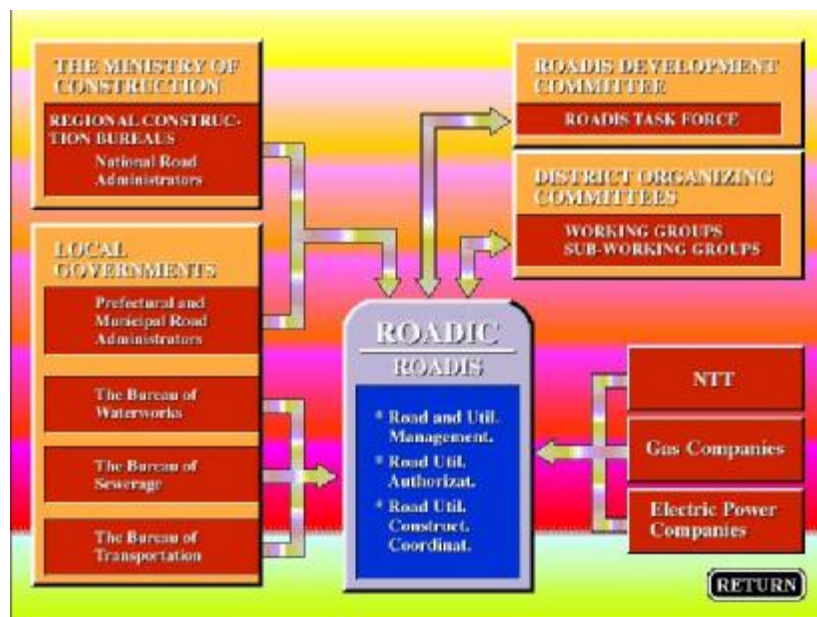 THE MINISTRY OF
CONSTRUCTION
REGIONAL CONSTRUC-
TION BUREAUS
National Road
Administrators
LOCAL
GOVERNMENTS
Prefectural and
Municipal Road
Administrators
The Bureau of
Waterworks
The Bureau of
Sewerage
The Bureau of
Transportation
ROADIS DEVELOPMENT
COMMITTEE
ROADIS TASK FORCE
DISTRICT ORGANIZING
COMMITTEES
WORKING GROUPS
SUB-WORKING GROUPS
ROADIC
ROADIS
* Road and Util.
Management.
* Road Util.
Authorizat.
* Road Util.
Construct.
Coordinat.
NTT
Gas Companies
Electric Power
Companies
RETURN